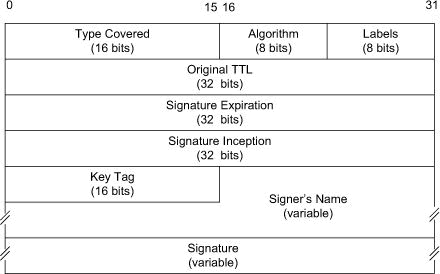 0 15 16 31
Type Covered Algorithm Labels
(16 bits) (8 bits) (8 bits)
Original TTL
(32 bits)
Signature Expiration
(32 bits)
Signature Inception
(32 bits)
Key Tag
(16 bits)
Signer's Name
(variable)
Signature
(variable)